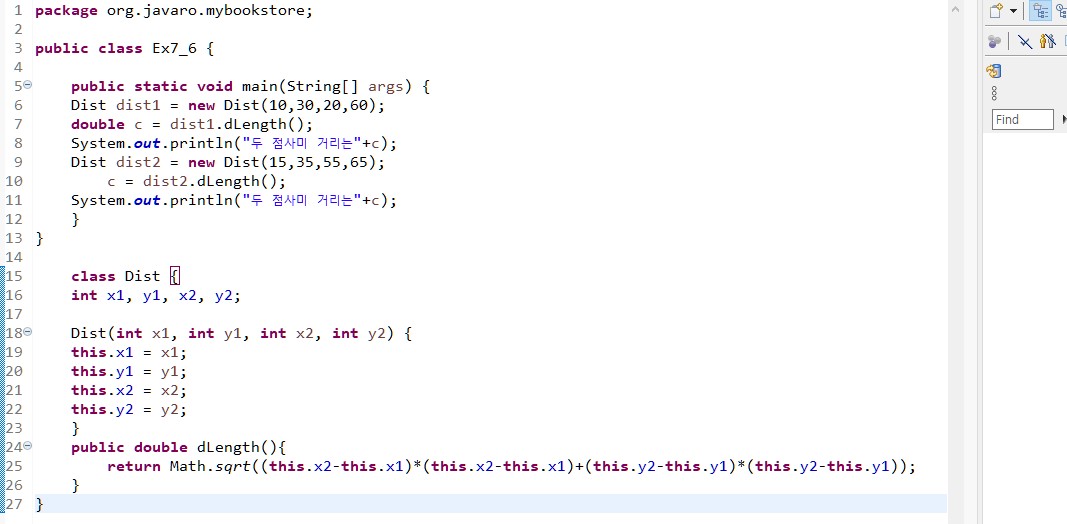 1 package org.javaro.mybookstore;
2
3 public class Ex7_6 {
4
5 public static void main(String[] args) {
6 Dist dist1 = new Dist(10,30,20,60);
7 double c = dist1.dLength();
8 System.out.println("두 점사미 거리는"+c);
9 Dist dist2 = new Dist(15,35,55,65);
10 c = dist2.dLength();
11 System.out.println("두 점사미 거리는"+c);
12 }
13 }
14
15 class Dist {
16 int x1, y1, x2, y2;
17
18 Dist(int x1, int y1, int x2, int y2) {
19 this.x1 = x1;
20 this.y1 = y1;
21 this.x2 = x2;
22 this.y2 = y2;
23 }
24 public double dLength(){
25 return Math.sqrt((this.x2-this.x1)*(this.x2-this.x1)+(this.y2-this.y1)*(this.y2-this.y1));
26 }
27 }
Find